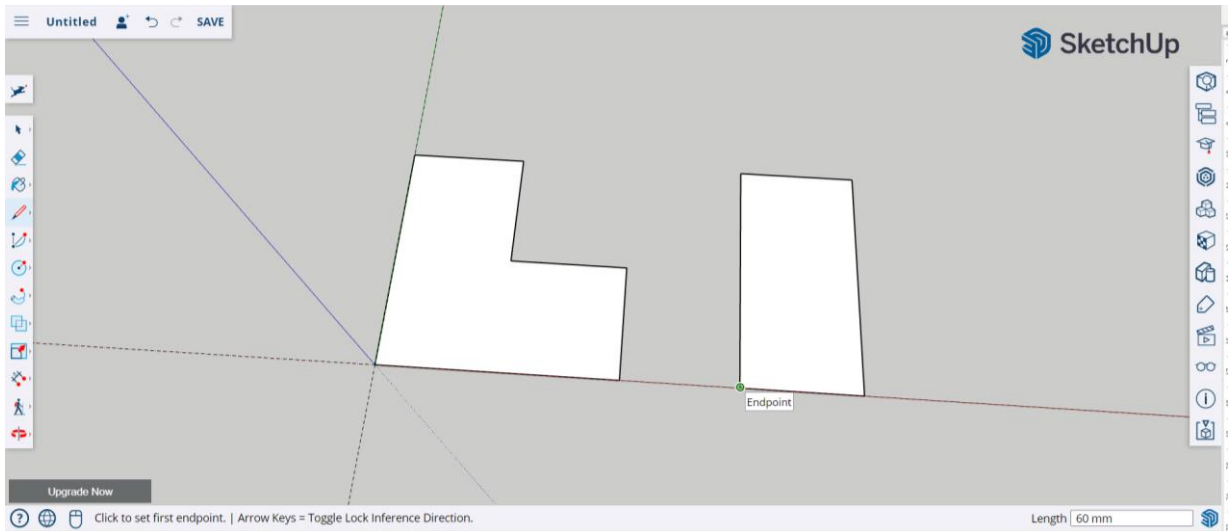 Untitled
SAVE
SketchUp
Endpoint
Upgrade Now
Click to set first endpoint. | Arrow Keys = Toggle Lock Inference Direction.
Length 60 mm